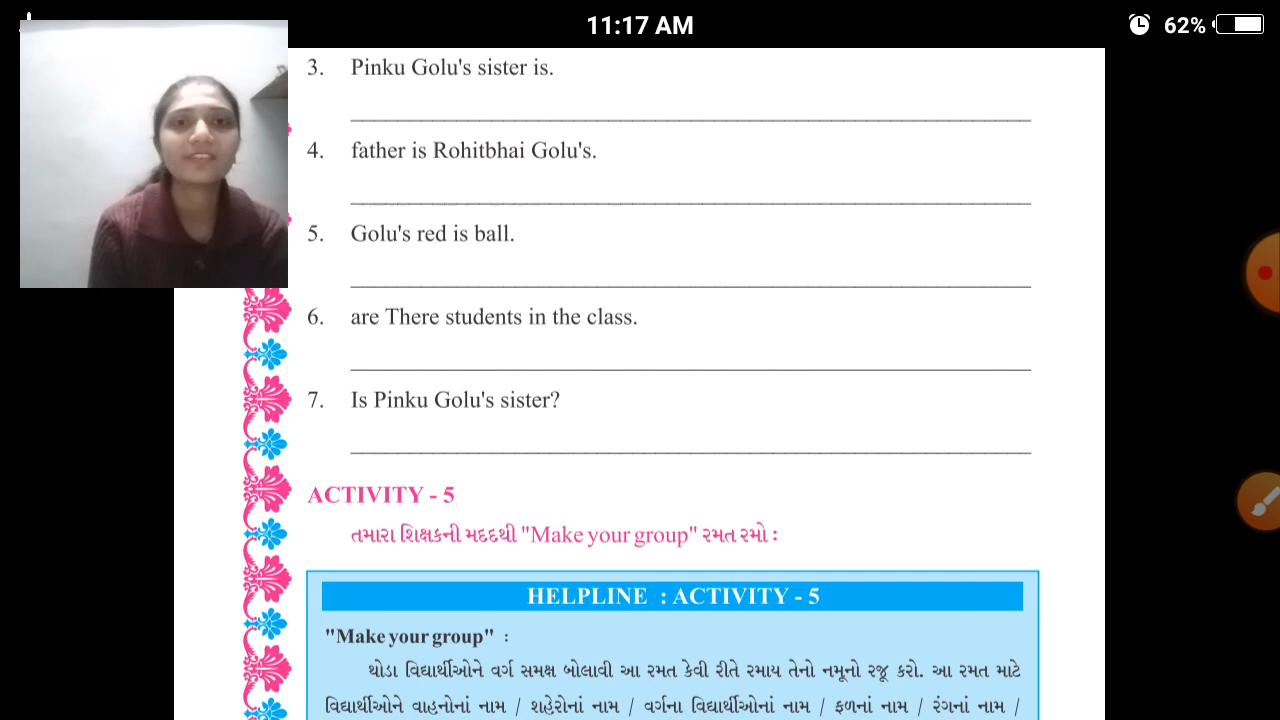 11:17 AM
62%
3. Pinku Golu's sister is.
4. father is Rohitbhai Golu's.
5. Golu's red is ball.
6. are There students in the class.
7. Is Pinku Golu's sister?
ACTIVITY - 5
તમારા શિક્ષકની મદદથી "Make your group" રમત રમો :
HELPLINE : ACTIVITY - 5
"Make your group" :
થોડા વિદ્યાર્થીઓને વર્ગ સમક્ષ બોલાવી આ રમત કેવી રીતે રમાય તેનો નમૂનો રજૂ કરો. આ રમત માટે
વિદ્યાર્થીઓને વાહનોનાં નામ / શહેરોનાં નામ / વર્ગના વિદ્યાર્થીઓનાં નામ / ફળનાં નામ / રંગનાં નામ /